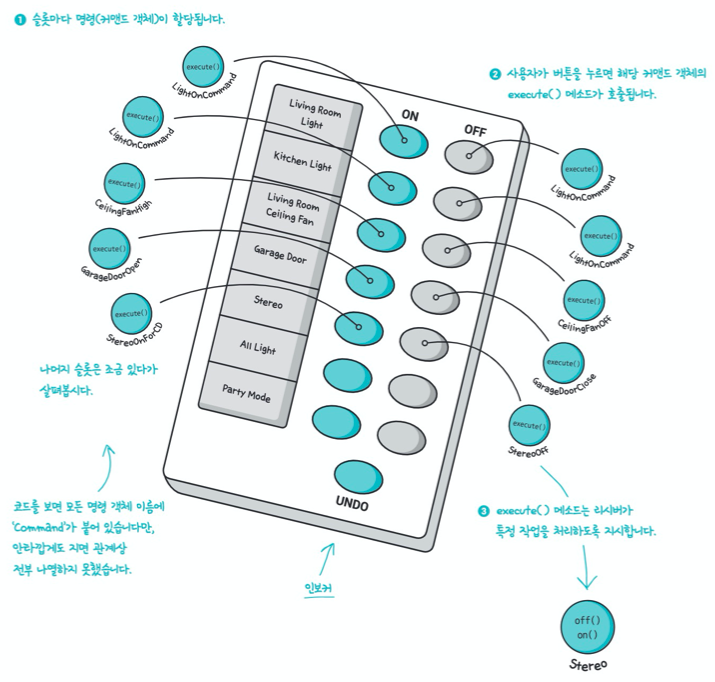 ❶ 슬롯마다 명령(커맨드 객체)이 할당됩니다.
execute()
LightOnCommand
execute()
LightOnCommand
execute()
CeilingFanHigh
execute()
GarageDoorOpen
execute()
StereoOnForCD
나머지 슬롯은 조금 있다가
살펴봅시다.
코드를 보면 모든 명령 객체 이름에
'Command'가 붙어 있습니다만,
안타깝게도 지면 관계상
전부 나열하지 못했습니다.
Living Room
Light
Kitchen Light
Living Room
Ceiling Fan
Garage Door
Stereo
All Light
Party Mode
ON
OFF
UNDO
인보커
❷ 사용자가 버튼을 누르면 해당 커맨드 객체의
execute( ) 메소드가 호출됩니다.
execute()
LightOnCommand
execute()
LightOnCommand
execute()
CeilingFanOff
execute()
GarageDoorClose
execute()
StereoOff
❸ execute( ) 메소드는 리시버가
특정 작업을 처리하도록 지시합니다.
off()
on()
Stereo